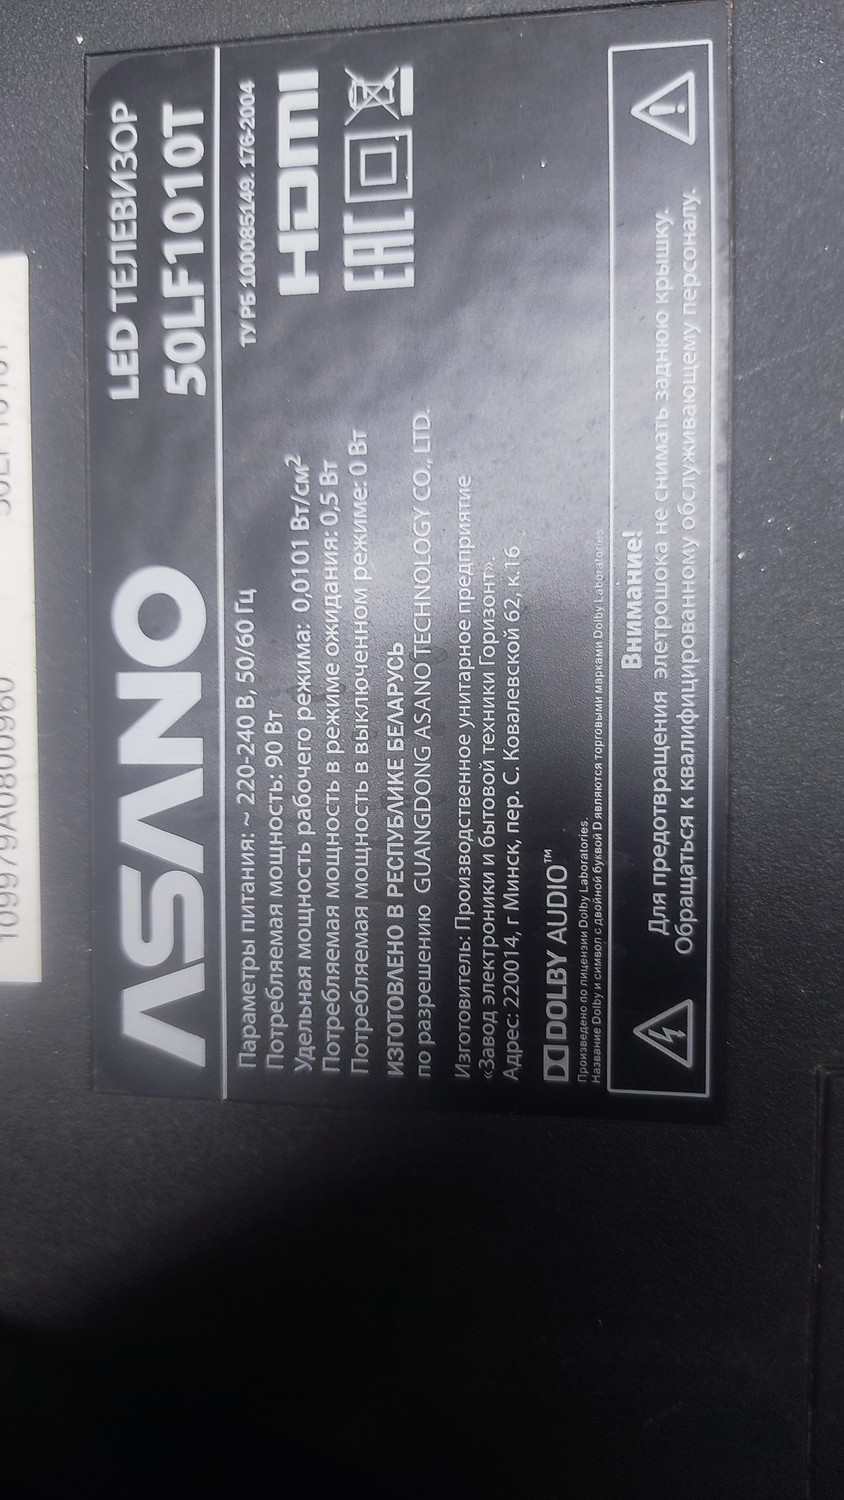 109979A0800960
ASANO
LED ТЕЛЕВИЗОР
50LF1010T
Параметры питания: ~ 220-240 В, 50/60 Гц
Потребляемая мощность: 90 Вт
Удельная мощность рабочего режима: 0,0101 Вт/см²
Потребляемая мощность в режиме ожидания: 0,5 Вт
Потребляемая мощность в выключенном режиме: 0 Вт
ТУ РБ 100085149. 176-2004
HDMI
EAC
ИЗГОТОВЛЕНО В РЕСПУБЛИКЕ БЕЛАРУСЬ
по разрешению GUANGDONG ASANO TECHNOLOGY CO., LTD.
Изготовитель: Производственное унитарное предприятие
«Завод электроники и бытовой техники Горизонт».
Адрес: 220014, г Минск, пер. С. Ковалевской 62, к.16
DOLBY AUDIO™
Произведено по лицензии Dolby Laboratories.
Название Dolby и символ с двойной буквой D являются торговыми марками Dolby Laboratories
Внимание!
Для предотвращения элетрошока не снимать заднюю крышку.
Обращаться к квалифицированному обслуживающему персоналу.